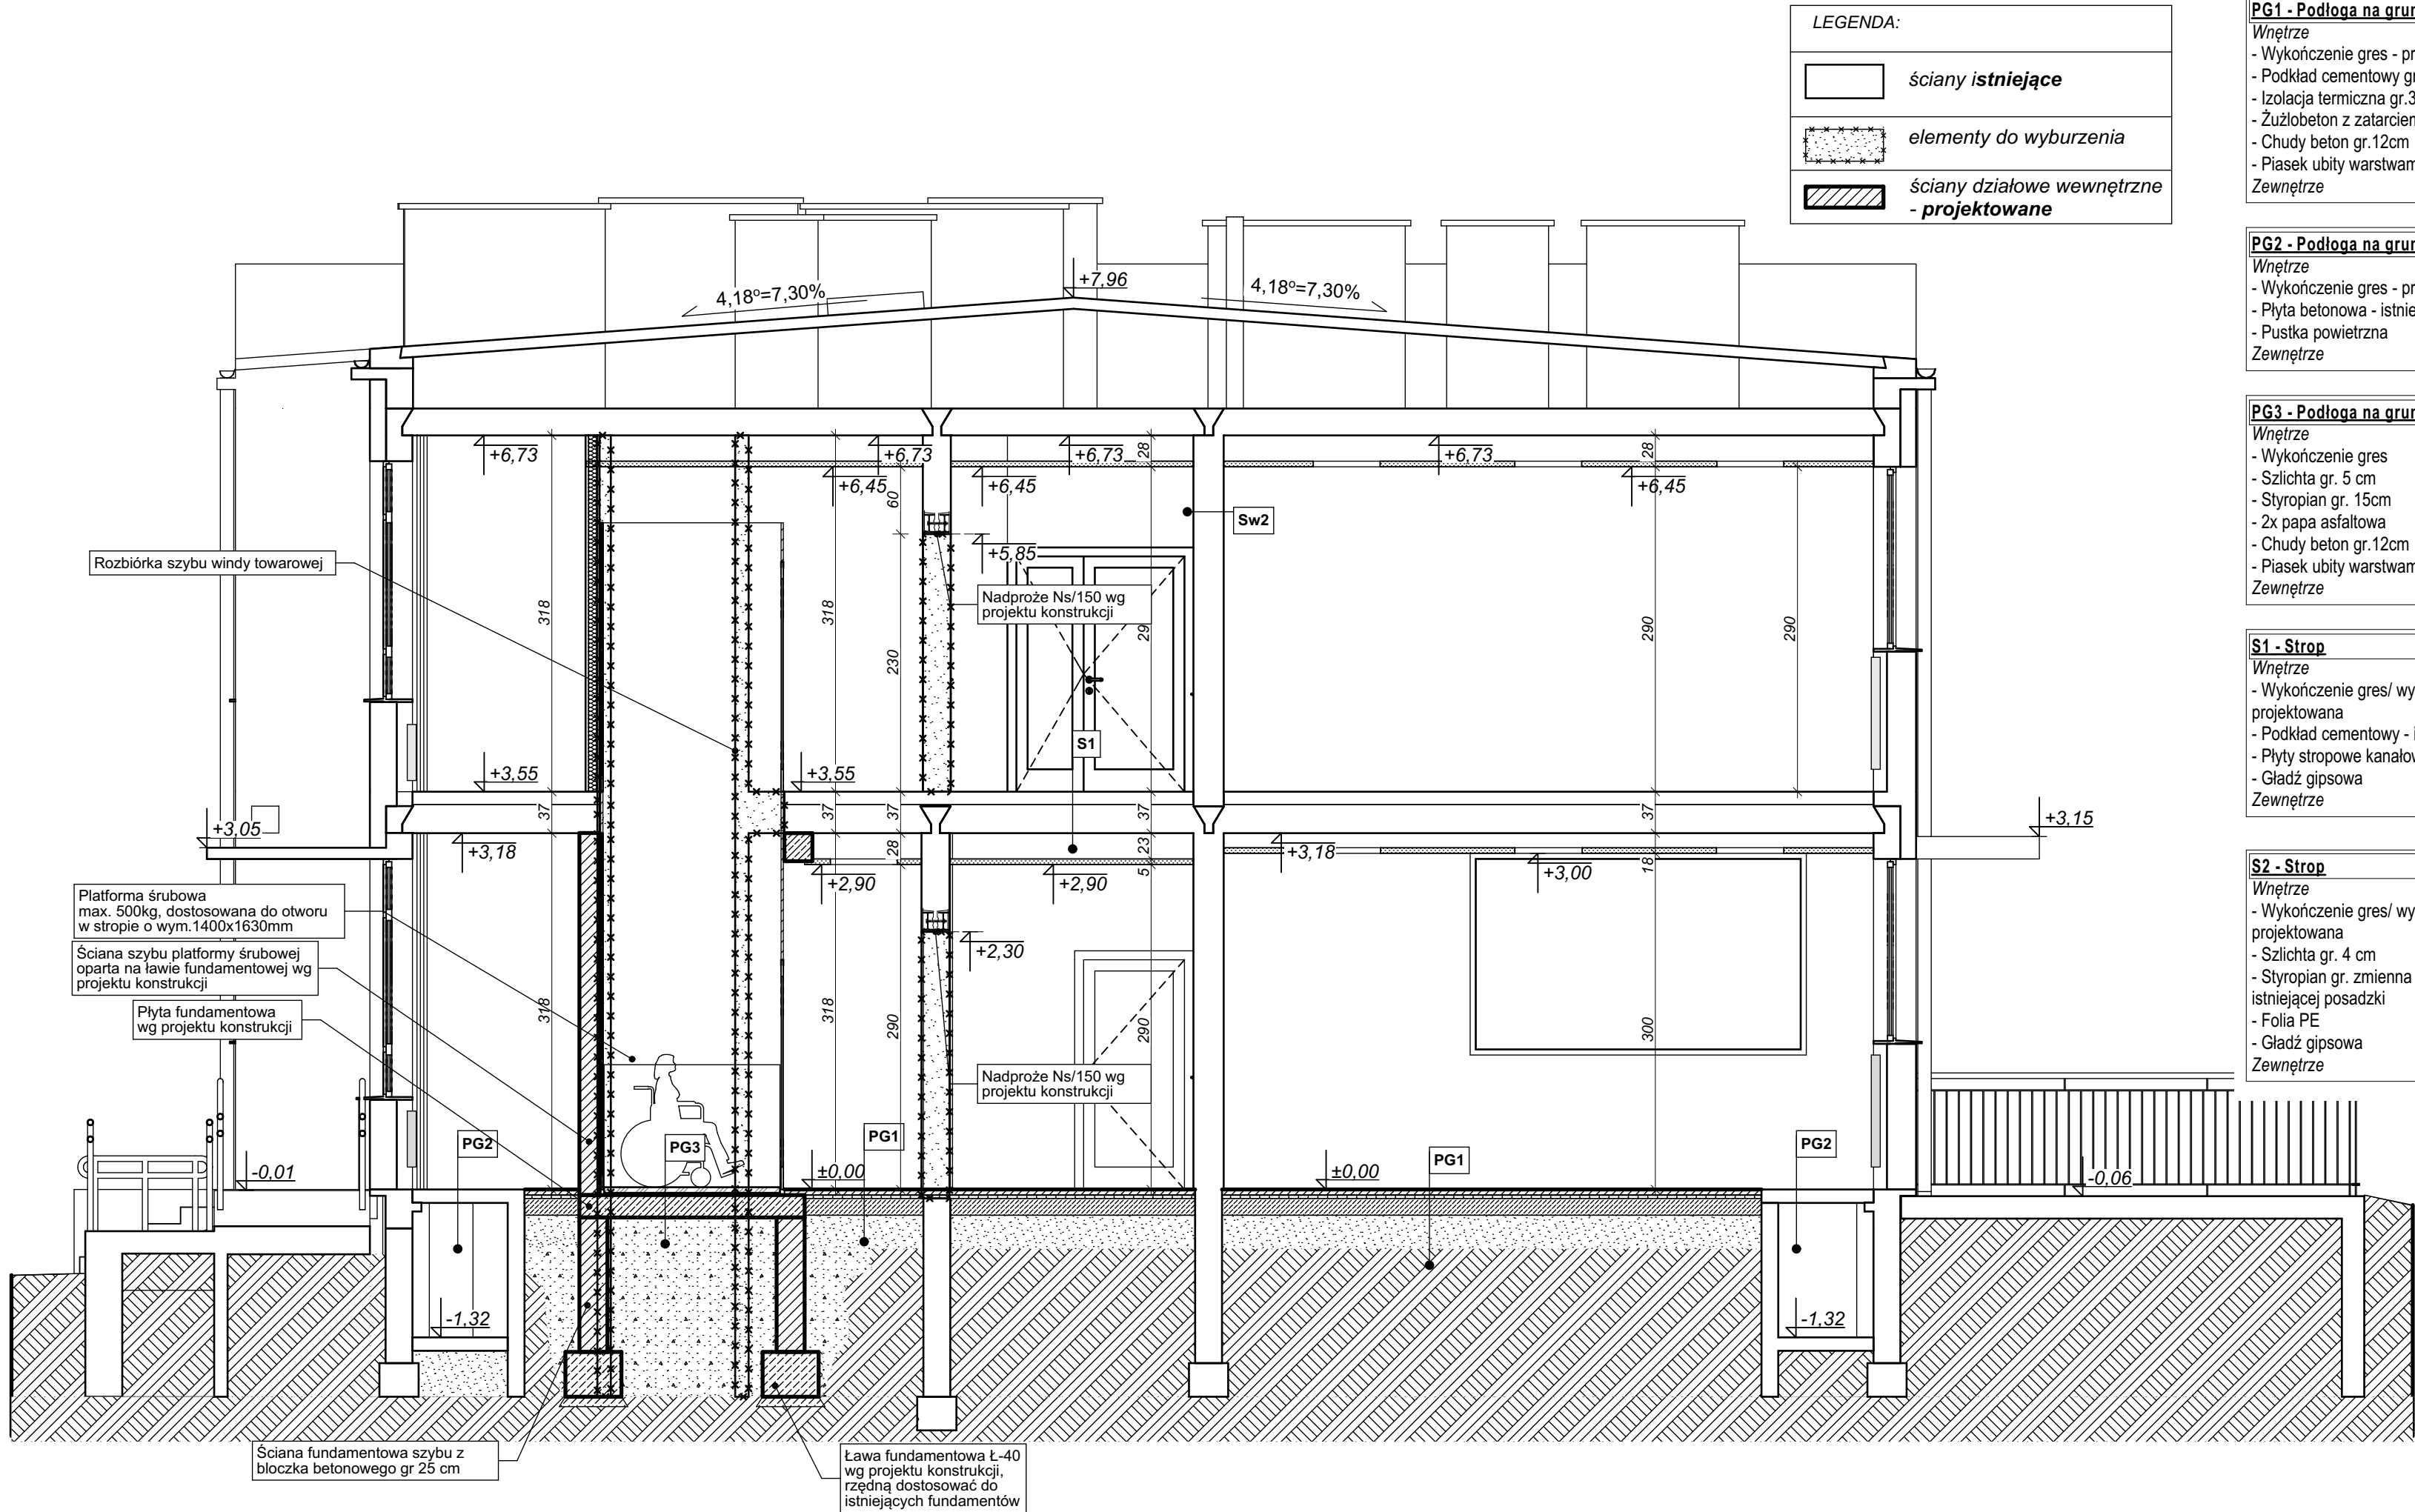 LEGENDA:
ściany istniejące
elementy do wyburzenia
ściany działowe wewnętrzne
- projektowane
PG1 - Podłoga na grun
Wnętrze
- Wykończenie gres - pr
- Podkład cementowy gr
- Izolacja termiczna gr.3
- Żużlobeton z zatarciem
- Chudy beton gr.12cm
- Piasek ubity warstwam
Zewnętrze
PG2 - Podłoga na grun
Wnętrze
- Wykończenie gres - pr
- Płyta betonowa - istnie
- Pustka powietrzna
Zewnętrze
PG3 - Podłoga na grun
Wnętrze
- Wykończenie gres
- Szlichta gr. 5 cm
- Styropian gr. 15cm
- 2x papa asfaltowa
- Chudy beton gr.12cm
- Piasek ubity warstwam
Zewnętrze
S1 - Strop
Wnętrze
- Wykończenie gres/ wy
projektowana
- Podkład cementowy - i
- Płyty stropowe kanałow
- Gładź gipsowa
Zewnętrze
S2 - Strop
Wnętrze
- Wykończenie gres/ wy
projektowana
- Szlichta gr. 4 cm
- Styropian gr. zmienna
istniejącej posadzki
- Folia PE
- Gładź gipsowa
Zewnętrze
4,18º=7,30%
+7,96
4,18º=7,30%
+6,73
+6,73
+6,73
28
+6,73
28
+6,45
60
+6,45
+6,45
Sw2
+5,85
Rozbiórka szybu windy towarowej
Nadproże Ns/150 wg
projektu konstrukcji
318
318
230
29
290
290
S1
+3,55
+3,55
37
37
37
37
37
+3,05
+3,15
+3,18
28
23
+3,18
18
5
+2,90
+2,90
+3,00
Platforma śrubowa
max. 500kg, dostosowana do otworu
w stropie o wym.1400x1630mm
Ściana szybu platformy śrubowej
oparta na ławie fundamentowej wg
projektu konstrukcji
+2,30
Płyta fundamentowa
wg projektu konstrukcji
318
318
290
290
300
Nadproże Ns/150 wg
projektu konstrukcji
PG2
PG3
PG1
PG1
PG2
-0,01
±0,00
±0,00
-0,06
-1,32
-1,32
Ściana fundamentowa szybu z
bloczka betonowego gr 25 cm
Ława fundamentowa Ł-40
wg projektu konstrukcji,
rzędną dostosować do
istniejących fundamentów